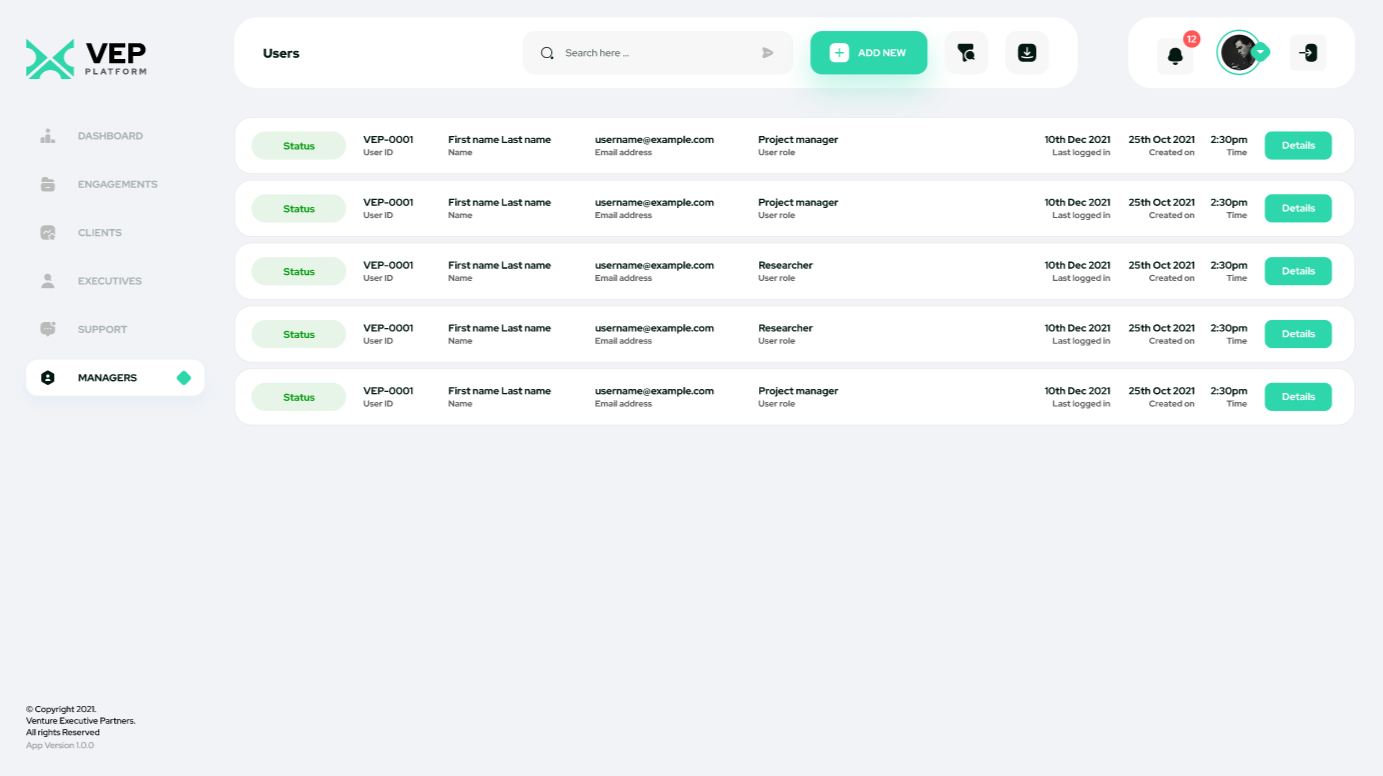 VEP
PLATFORM
Users
Search here ...
ADD NEW
12
DASHBOARD
ENGAGEMENTS
CLIENTS
EXECUTIVES
SUPPORT
MANAGERS
Status VEP-0001 First name Last name username@example.com Project manager 10th Dec 2021 25th Oct 2021 2:30pm Details
User ID Name Email address User role Last logged in Created on Time
Status VEP-0001 First name Last name username@example.com Project manager 10th Dec 2021 25th Oct 2021 2:30pm Details
User ID Name Email address User role Last logged in Created on Time
Status VEP-0001 First name Last name username@example.com Researcher 10th Dec 2021 25th Oct 2021 2:30pm Details
User ID Name Email address User role Last logged in Created on Time
Status VEP-0001 First name Last name username@example.com Researcher 10th Dec 2021 25th Oct 2021 2:30pm Details
User ID Name Email address User role Last logged in Created on Time
Status VEP-0001 First name Last name username@example.com Project manager 10th Dec 2021 25th Oct 2021 2:30pm Details
User ID Name Email address User role Last logged in Created on Time
© Copyright 2021.
Venture Executive Partners.
All rights Reserved
App Version 1.0.0